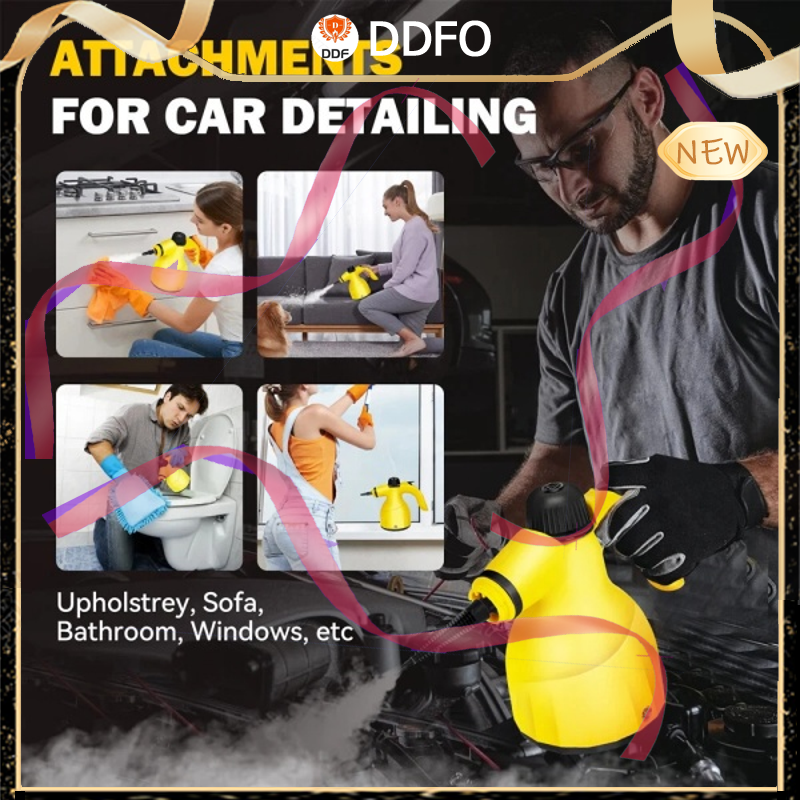 DDF DDFO
ATTACHMENTS
FOR CAR DETAILING
NEW
Upholstrey, Sofa,
Bathroom, Windows, etc